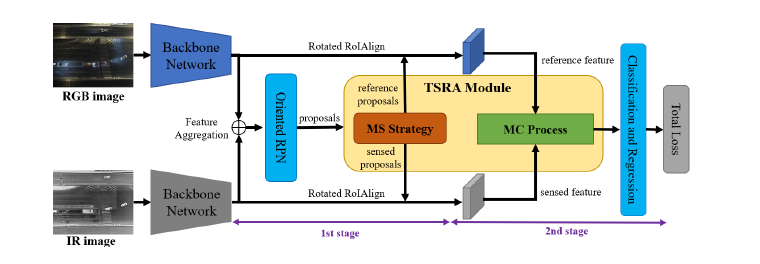 RGB image
Backbone
Network
Rotated RoIAlign
reference feature
Feature
Aggregation
Oriented RPN
proposals
TSRA Module
reference
proposals
MS Strategy
sensed
proposals
MC Process
Classification and Regression
Total Loss
IR image
Backbone
Network
Rotated RoIAlign
sensed feature
1st stage
2nd stage